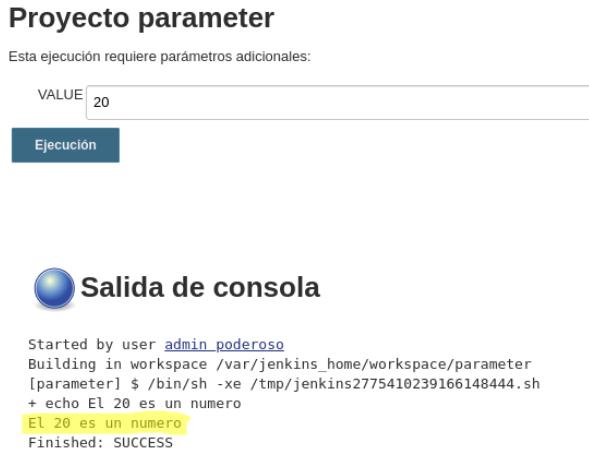 Proyecto parameter
Esta ejecución requiere parámetros adicionales:
VALUE 20
Ejecución
Salida de consola
Started by user admin poderoso
Building in workspace /var/jenkins_home/workspace/parameter
[parameter] $ /bin/sh -xe /tmp/jenkins2775410239166148444.sh
+ echo El 20 es un numero
El 20 es un numero
Finished: SUCCESS